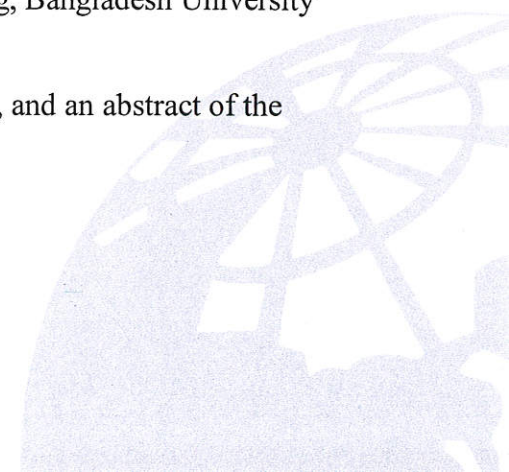 g, Bangladesh University
, and an abstract of the